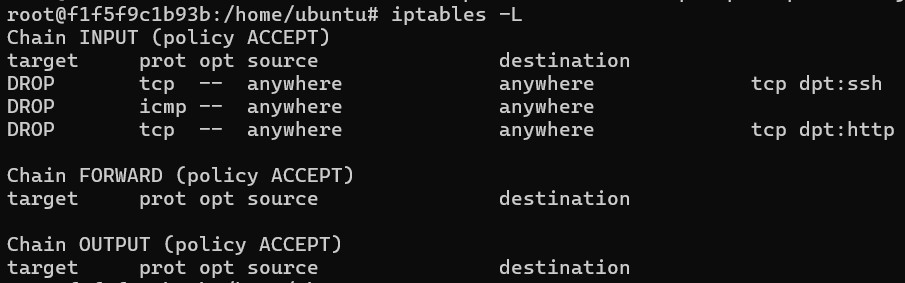 root@f1f5f9c1b93b:/home/ubuntu# iptables -L
Chain INPUT (policy ACCEPT)
target     prot opt source               destination
DROP       tcp  --  anywhere             anywhere             tcp dpt:ssh
DROP       icmp --  anywhere             anywhere
DROP       tcp  --  anywhere             anywhere             tcp dpt:http

Chain FORWARD (policy ACCEPT)
target     prot opt source               destination

Chain OUTPUT (policy ACCEPT)
target     prot opt source               destination